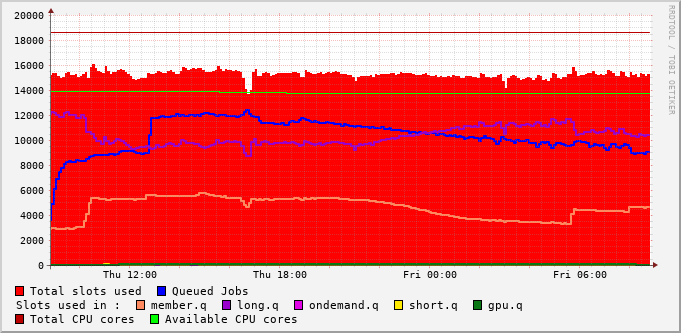 20000
18000
16000
14000
12000
10000
8000
6000
4000
2000
0
Thu 12:00 Thu 18:00 Fri 00:00 Fri 06:00
RRDTOOL / TOBI OETIKER
Total slots used Queued Jobs
Slots used in : member.q long.q ondemand.q short.q gpu.q
Total CPU cores Available CPU cores